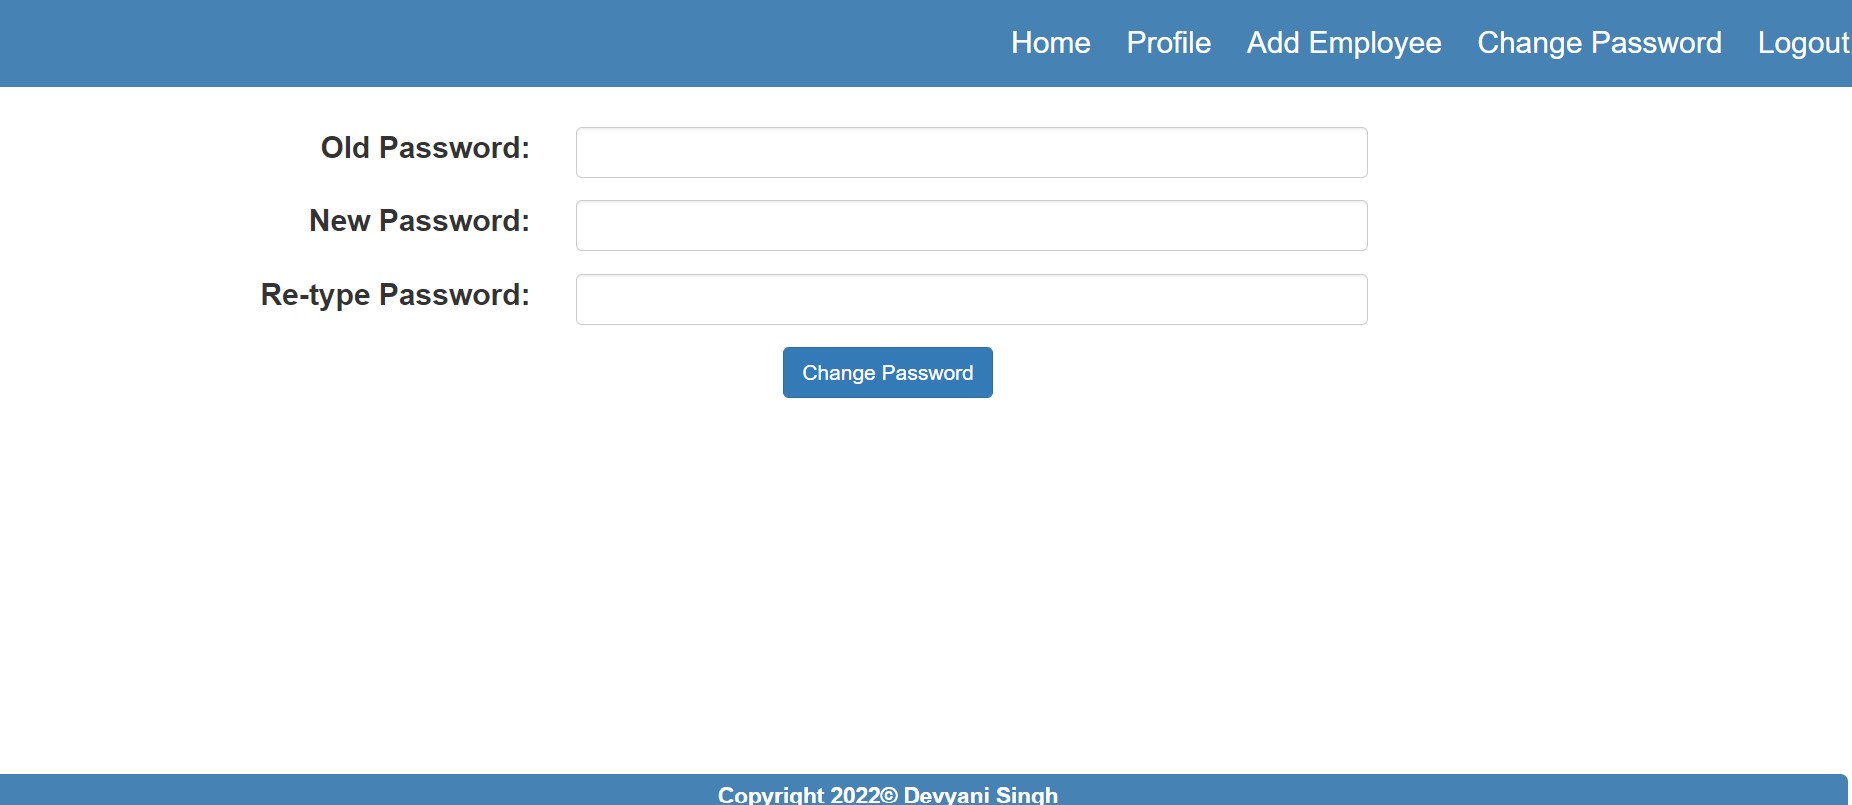 Home Profile Add Employee Change Password Logout
Old Password:
New Password:
Re-type Password:
Change Password
Copyright 2022© Devyani Singh